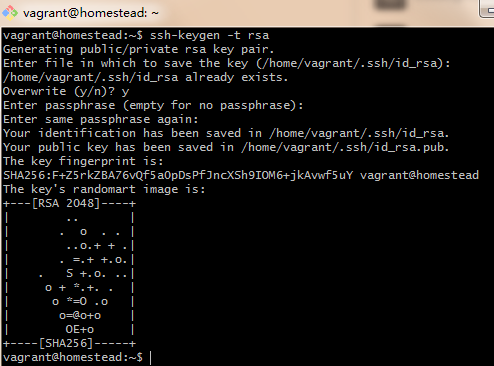 vagrant@homestead: ~
vagrant@homestead:~$ ssh-keygen -t rsa
Generating public/private rsa key pair.
Enter file in which to save the key (/home/vagrant/.ssh/id_rsa):
/home/vagrant/.ssh/id_rsa already exists.
Overwrite (y/n)? y
Enter passphrase (empty for no passphrase):
Enter same passphrase again:
Your identification has been saved in /home/vagrant/.ssh/id_rsa.
Your public key has been saved in /home/vagrant/.ssh/id_rsa.pub.
The key fingerprint is:
SHA256:F+Z5rkZBA76vQf5aOpDsPfJncXSh9IOM6+jkAvwf5uY vagrant@homestead
The key's randomart image is:
+---[RSA 2048]----+
|       ..        |
|      .  o  . .  |
|       ..o.+ + . |
|      . =.+ +.o. |
|    .   S +.o. ..|
|     o + *.+. .  |
|      o *=O .o   |
|       o=@o+o    |
|        OE+o     |
+----[SHA256]-----+
vagrant@homestead:~$